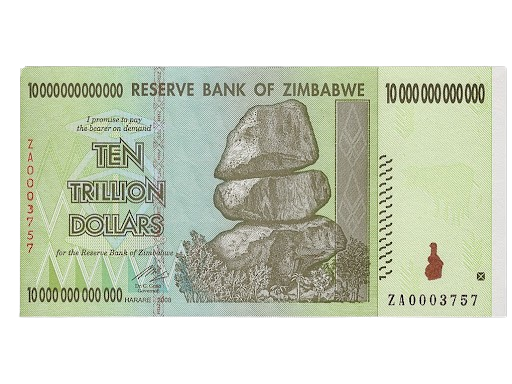 10000000000000 RESERVE BANK OF ZIMBABWE 10 000 000 000 000
I promise to pay
the bearer on demand
TEN
TRILLION
DOLLARS
for the Reserve Bank of Zimbabwe
Dr. G. Gono
Governor
10 000 000 000 000 HARARE 2008
ZA0003757
ZA0003757